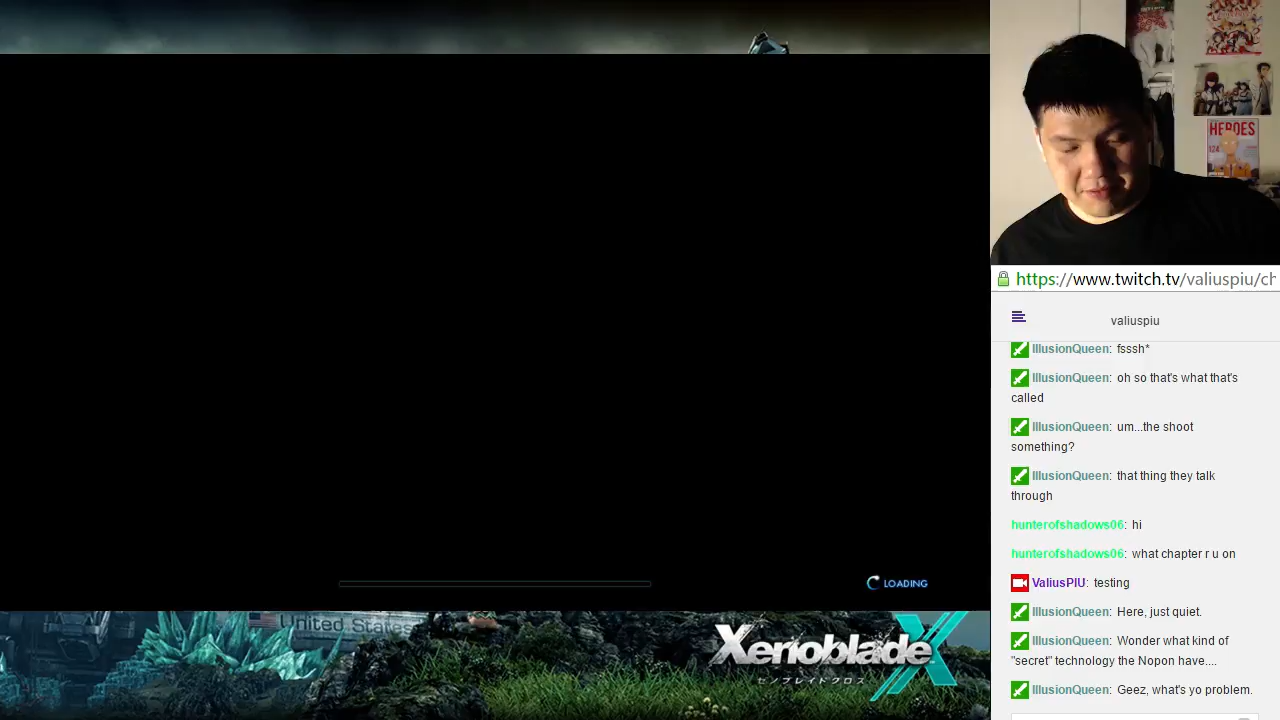 LOADING
United States
Xenoblade X
ゼノブレイドクロス
HEROES
https://www.twitch.tv/valiuspiu/ch
valiuspiu
IllusionQueen: fsssh*
IllusionQueen: oh so that's what that's
called
IllusionQueen: um...the shoot
something?
IllusionQueen: that thing they talk
through
hunterofshadows06: hi
hunterofshadows06: what chapter r u on
ValiusPIU: testing
IllusionQueen: Here, just quiet.
IllusionQueen: Wonder what kind of
"secret" technology the Nopon have....
IllusionQueen: Geez, what's yo problem.